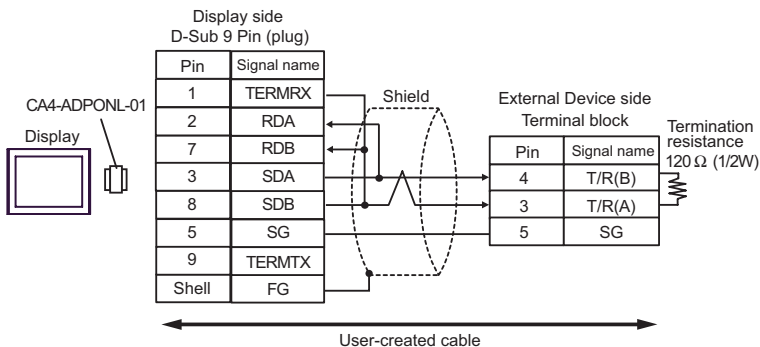 Display side
D-Sub 9 Pin (plug)
Pin Signal name
1 TERMRX
2 RDA
7 RDB
3 SDA
8 SDB
5 SG
9 TERMTX
Shell FG
CA4-ADPONL-01
Display
Shield
External Device side
Terminal block
Pin Signal name
4 T/R(B)
3 T/R(A)
5 SG
Termination
resistance
120 Ω (1/2W)
User-created cable